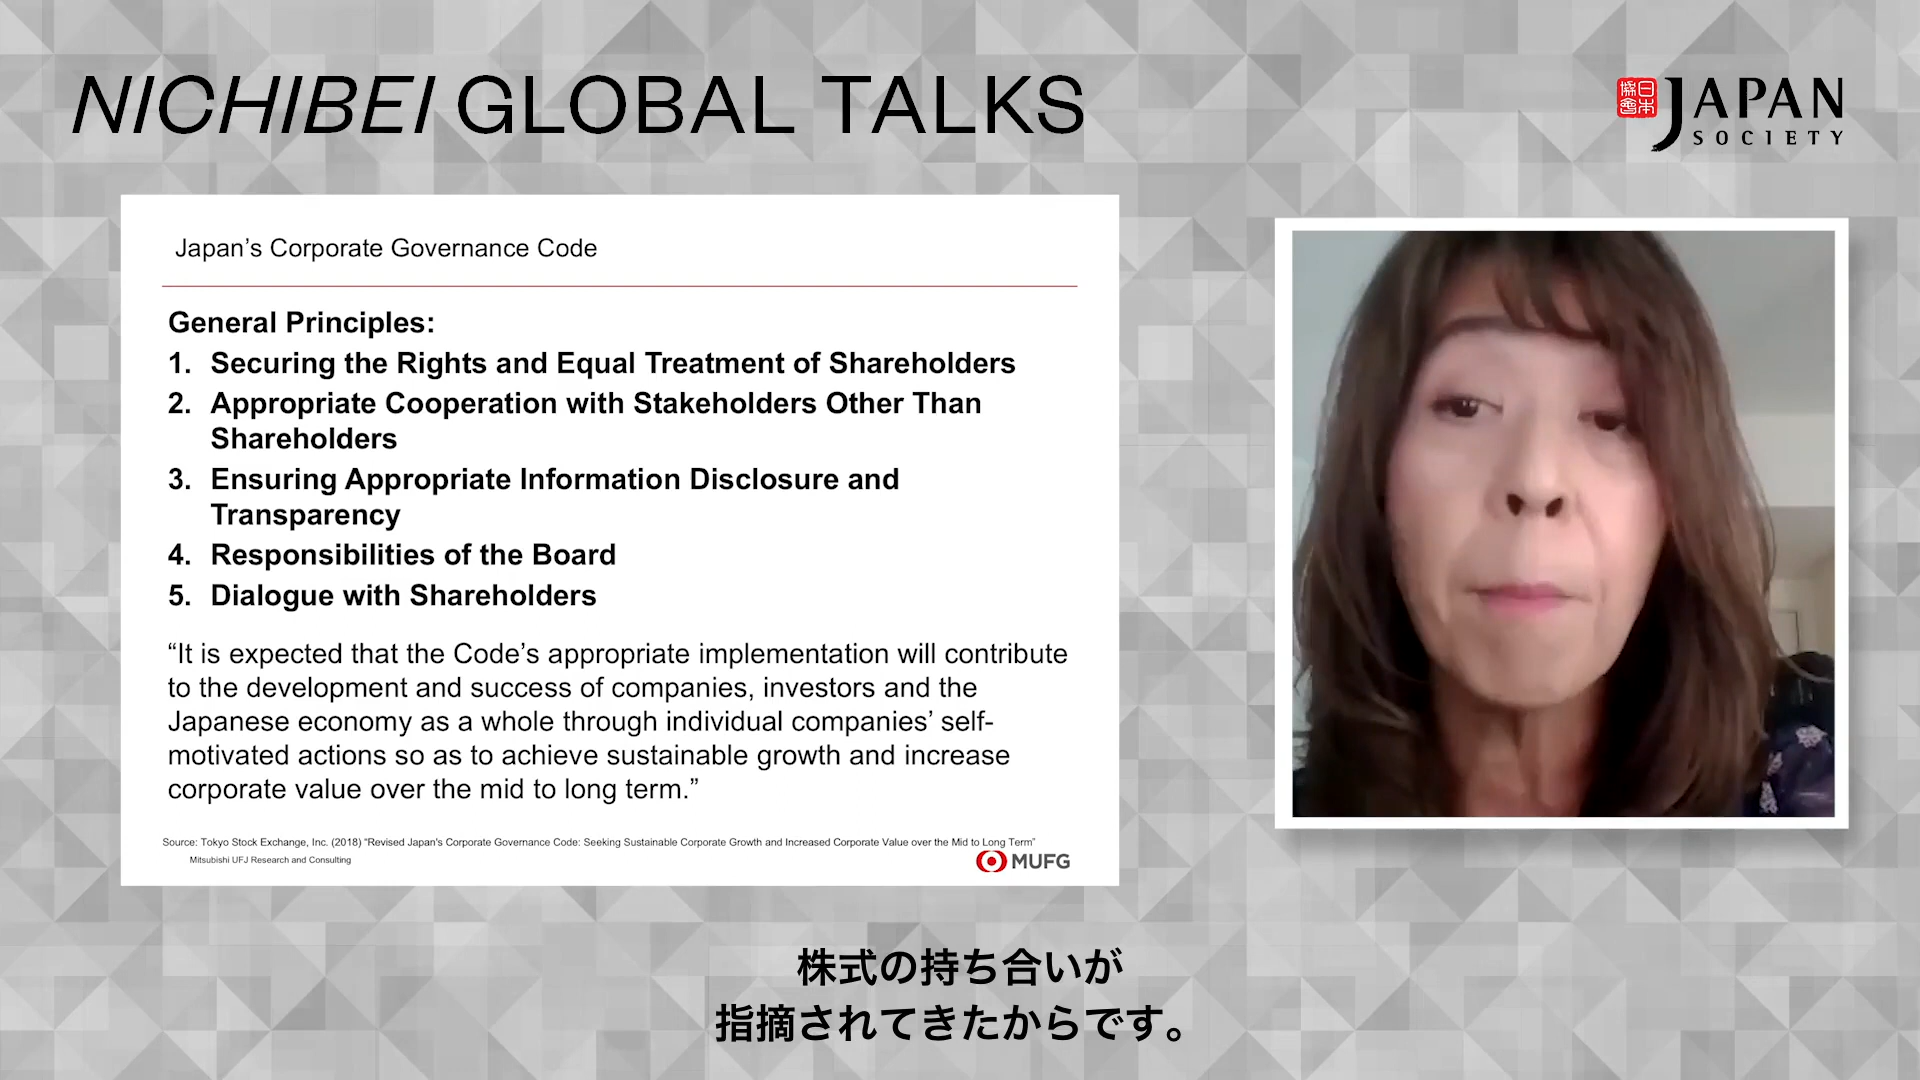 NICHIBEI GLOBAL TALKS
日本
協會
JAPAN
SOCIETY
Japan’s Corporate Governance Code
General Principles:
1. Securing the Rights and Equal Treatment of Shareholders
2. Appropriate Cooperation with Stakeholders Other Than
Shareholders
3. Ensuring Appropriate Information Disclosure and
Transparency
4. Responsibilities of the Board
5. Dialogue with Shareholders
“It is expected that the Code’s appropriate implementation will contribute
to the development and success of companies, investors and the
Japanese economy as a whole through individual companies’ self-
motivated actions so as to achieve sustainable growth and increase
corporate value over the mid to long term.”
Source: Tokyo Stock Exchange, Inc. (2018) “Revised Japan's Corporate Governance Code: Seeking Sustainable Corporate Growth and Increased Corporate Value over the Mid to Long Term”
Mitsubishi UFJ Research and Consulting
MUFG
株式の持ち合いが
指摘されてきたからです。